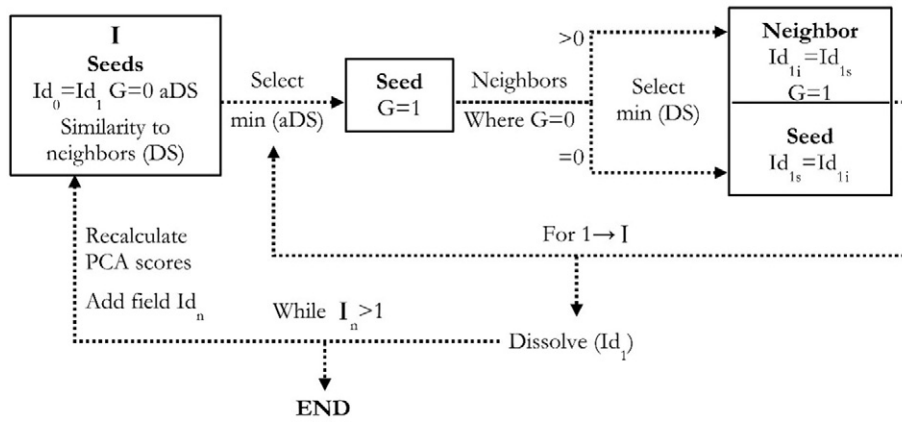 I
Seeds
Id₀=Id₁ G=0 aDS
Similarity to
neighbors (DS)
Select
min (aDS)
Seed
G=1
Neighbors
Where G=0
>0
=0
Select
min (DS)
Neighbor
Id₁ᵢ=Id₁ₛ
G=1
Seed
Id₁ₛ=Id₁ᵢ
For 1→I
Recalculate
PCA scores
Add field Idₙ
While Iₙ>1
Dissolve (Id₁)
END